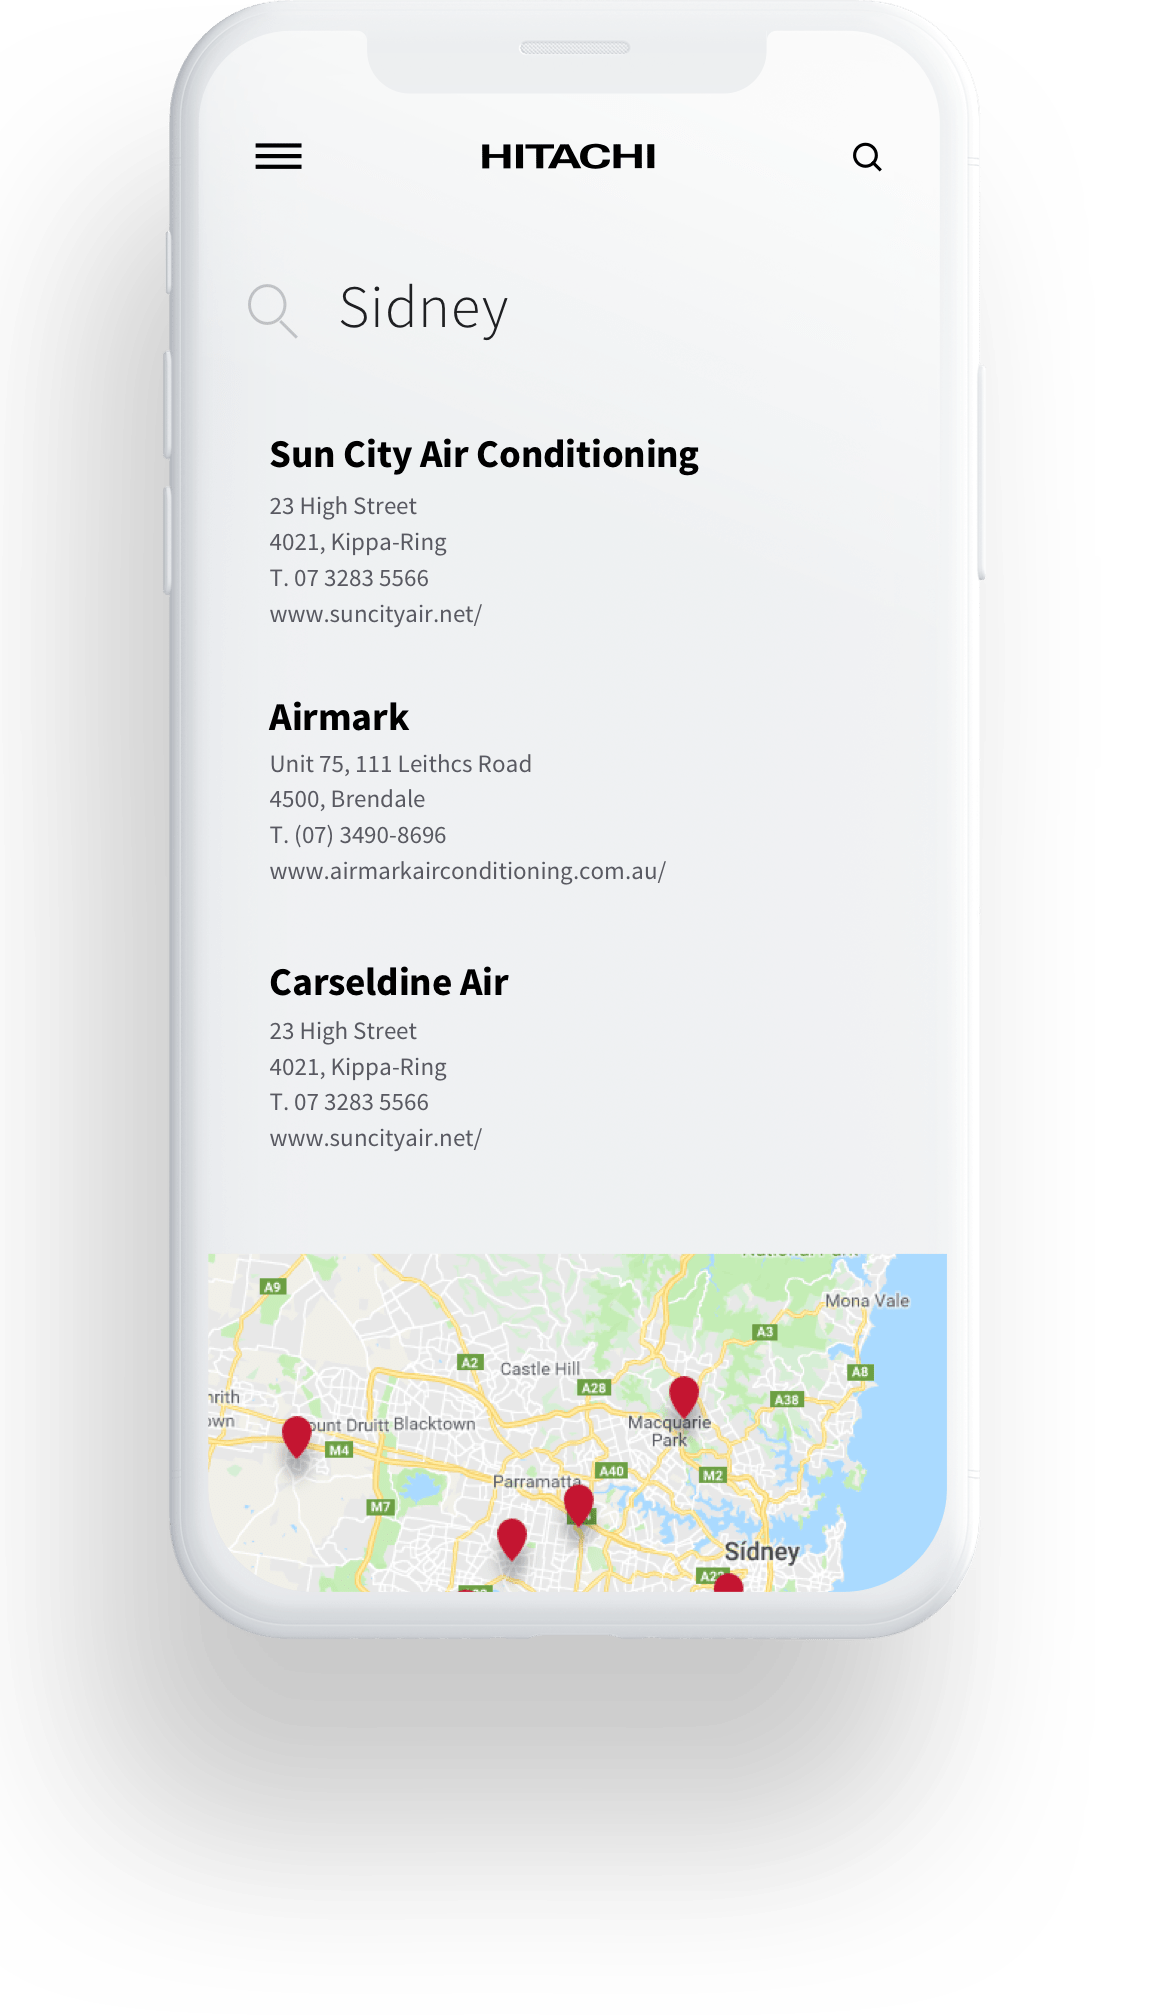 HITACHI
Sidney
Sun City Air Conditioning
23 High Street
4021, Kippa-Ring
T. 07 3283 5566
www.suncityair.net/
Airmark
Unit 75, 111 Leithcs Road
4500, Brendale
T. (07) 3490-8696
www.airmarkairconditioning.com.au/
Carseldine Air
23 High Street
4021, Kippa-Ring
T. 07 3283 5566
www.suncityair.net/
A9
Mona Vale
A3
A2
Castle Hill
A8
A28
A38
nrith
own
ount Druitt
Blacktown
Macquarie
Park
M4
Parramatta
A40
M2
M7
Sídney